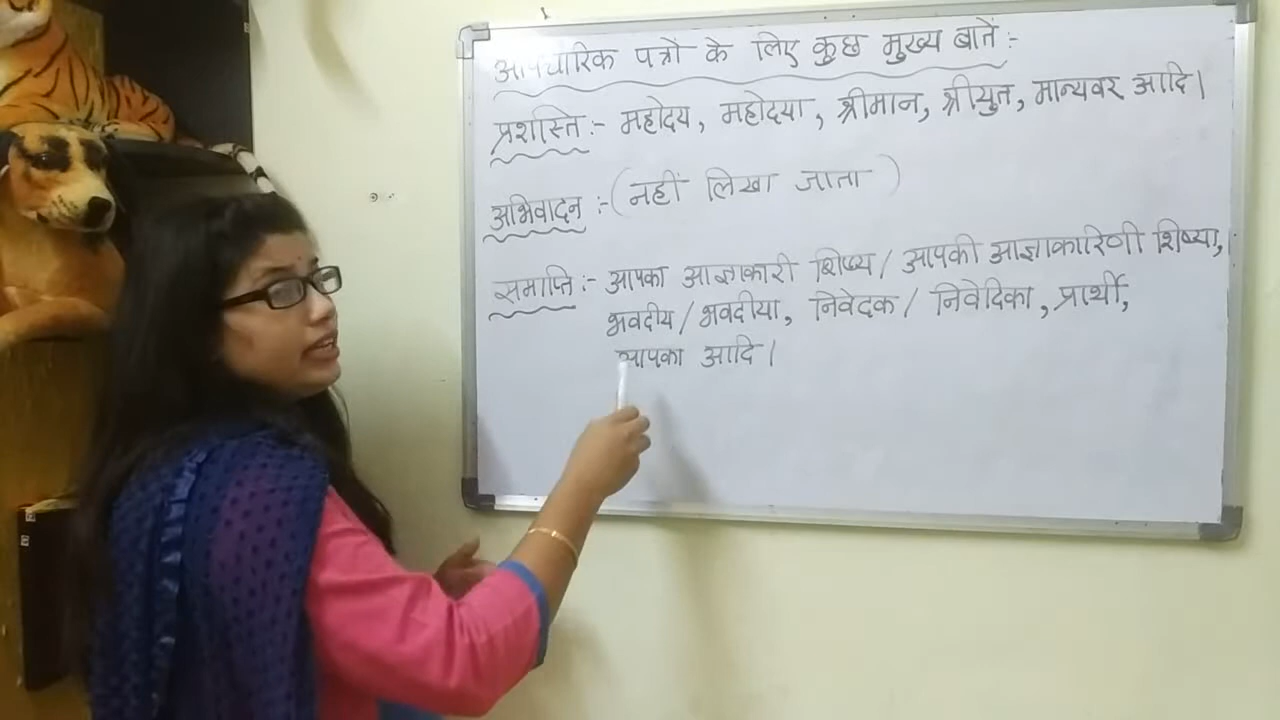 औपचारिक पत्रों के लिए कुछ मुख्य बातें :-
प्रशस्ति :- महोदय, महोदया, श्रीमान, श्रीयुत, मान्यवर आदि।
अभिवादन :- (नहीं लिखा जाता)
समाप्ति :- आपका आज्ञाकारी शिष्य / आपकी आज्ञाकारिणी शिष्या,
भवदीय / भवदीया, निवेदक / निवेदिका, प्रार्थी,
आपका आदि।